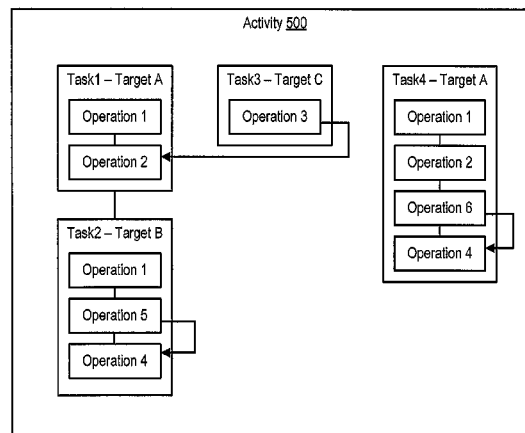 Activity 500
Task1 – Target A
Operation 1
Operation 2
Task3 – Target C
Operation 3
Task4 – Target A
Operation 1
Operation 2
Operation 6
Operation 4
Task2 – Target B
Operation 1
Operation 5
Operation 4